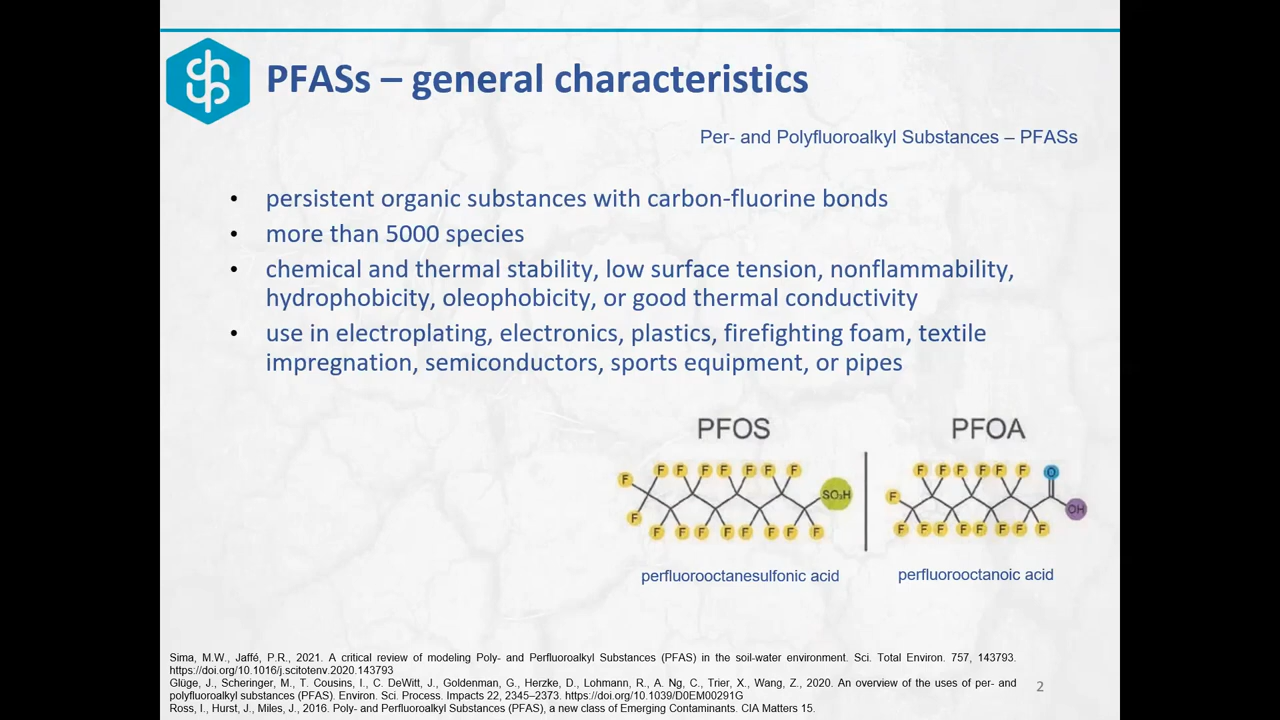 PFASs – general characteristics
Per- and Polyfluoroalkyl Substances – PFASs
• persistent organic substances with carbon-fluorine bonds
• more than 5000 species
• chemical and thermal stability, low surface tension, nonflammability,
hydrophobicity, oleophobicity, or good thermal conductivity
• use in electroplating, electronics, plastics, firefighting foam, textile
impregnation, semiconductors, sports equipment, or pipes
PFOS
F F F F F F F F
SO₃H
F F F F F F F F F
perfluorooctanesulfonic acid
PFOA
F F F F F F O
F OH
F F F F F F F F
perfluorooctanoic acid
Sima, M.W., Jaffé, P.R., 2021. A critical review of modeling Poly- and Perfluoroalkyl Substances (PFAS) in the soil-water environment. Sci. Total Environ. 757, 143793.
https://doi.org/10.1016/j.scitotenv.2020.143793
Glüge, J., Scheringer, M., T. Cousins, I., C. DeWitt, J., Goldenman, G., Herzke, D., Lohmann, R., A. Ng, C., Trier, X., Wang, Z., 2020. An overview of the uses of per- and
polyfluoroalkyl substances (PFAS). Environ. Sci. Process. Impacts 22, 2345–2373. https://doi.org/10.1039/D0EM00291G
Ross, I., Hurst, J., Miles, J., 2016. Poly- and Perfluoroalkyl Substances (PFAS), a new class of Emerging Contaminants. CIA Matters 15.
2